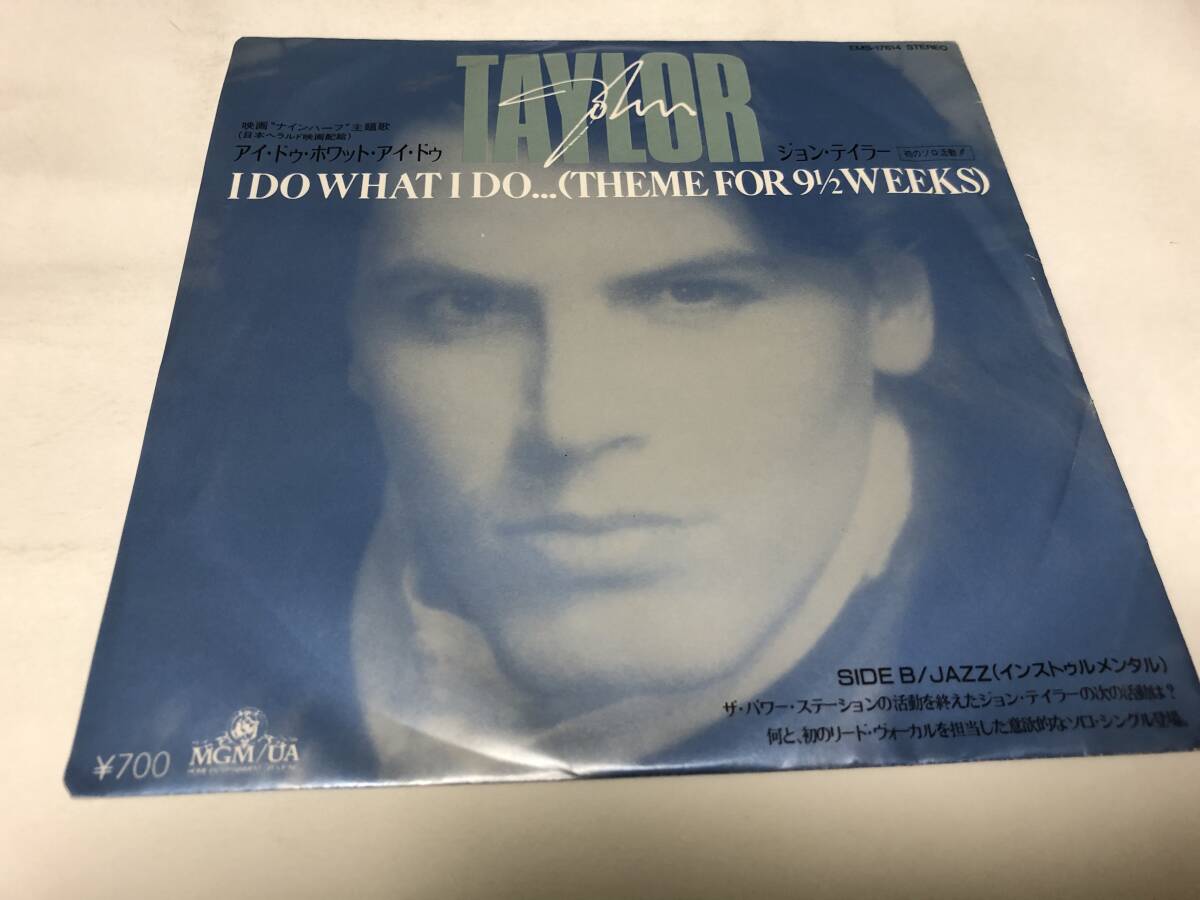 EMS-17614 STEREO
TAYLOR
John
映画"ナインハーフ"主題歌
(日本ヘラルド映画配給)
アイ・ドゥ・ホワット・アイ・ドゥ
ジョン・テイラー
初のソロ活動!!
I DO WHAT I DO...(THEME FOR 9½ WEEKS)
SIDE B/JAZZ(インストゥルメンタル)
ザ・パワー・ステーションの活動を終えたジョン・テイラーの次の活動は?
何と、初のリード・ヴォーカルを担当した意欲的なソロ・シングル登場。
¥700
MGM/UA